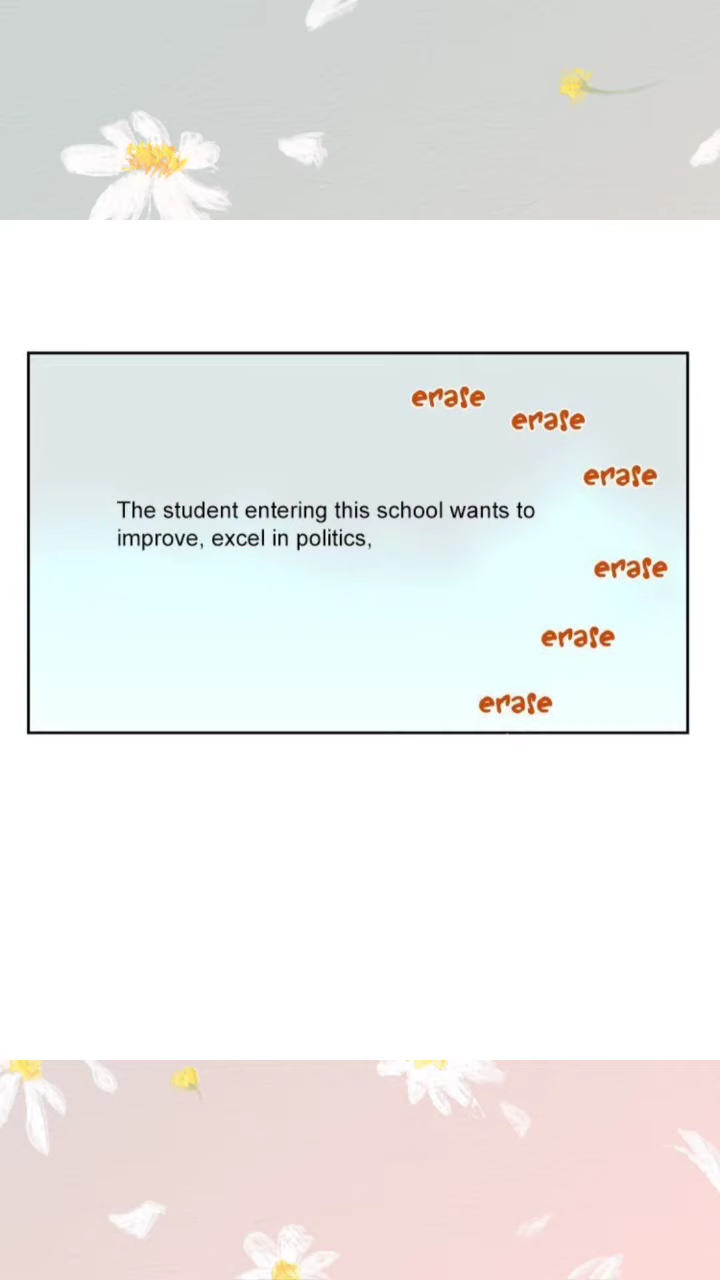 erase
erase
erase
The student entering this school wants to
improve, excel in politics,
erase
erase
erase